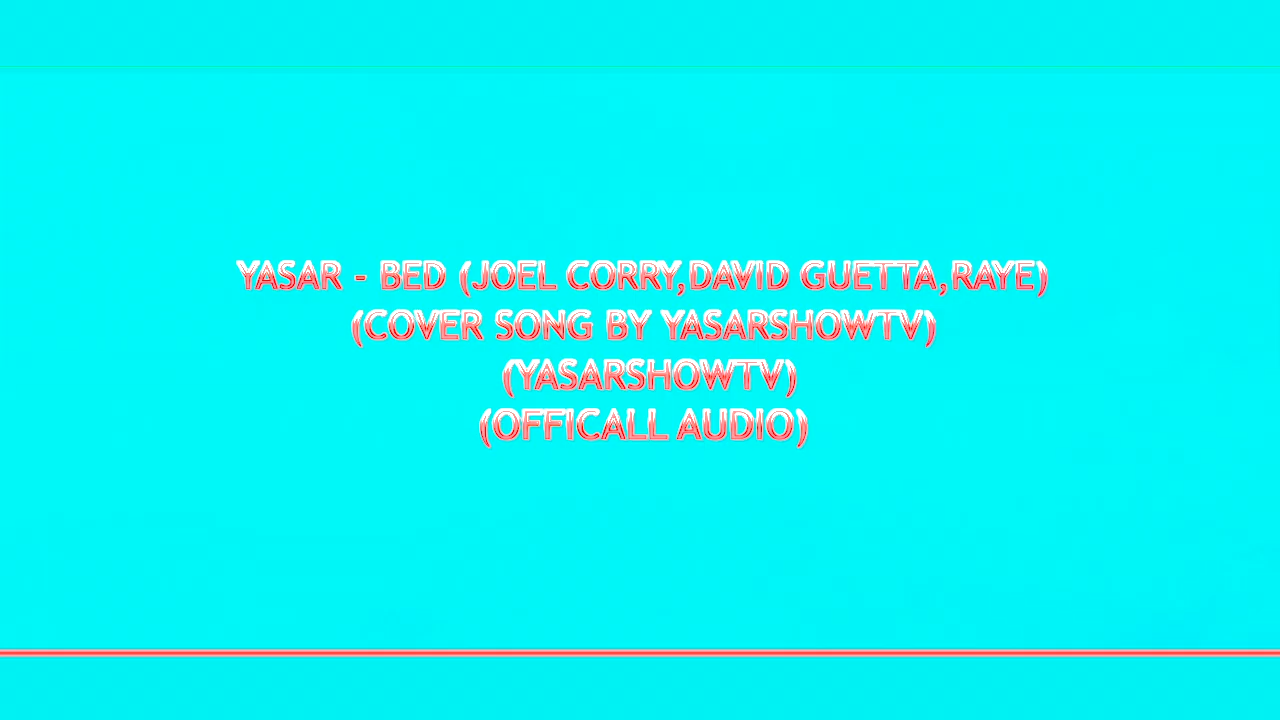 YASAR - BED (JOEL CORRY,DAVID GUETTA,RAYE)
(COVER SONG BY YASARSHOWTV)
(YASARSHOWTV)
(OFFICALL AUDIO)